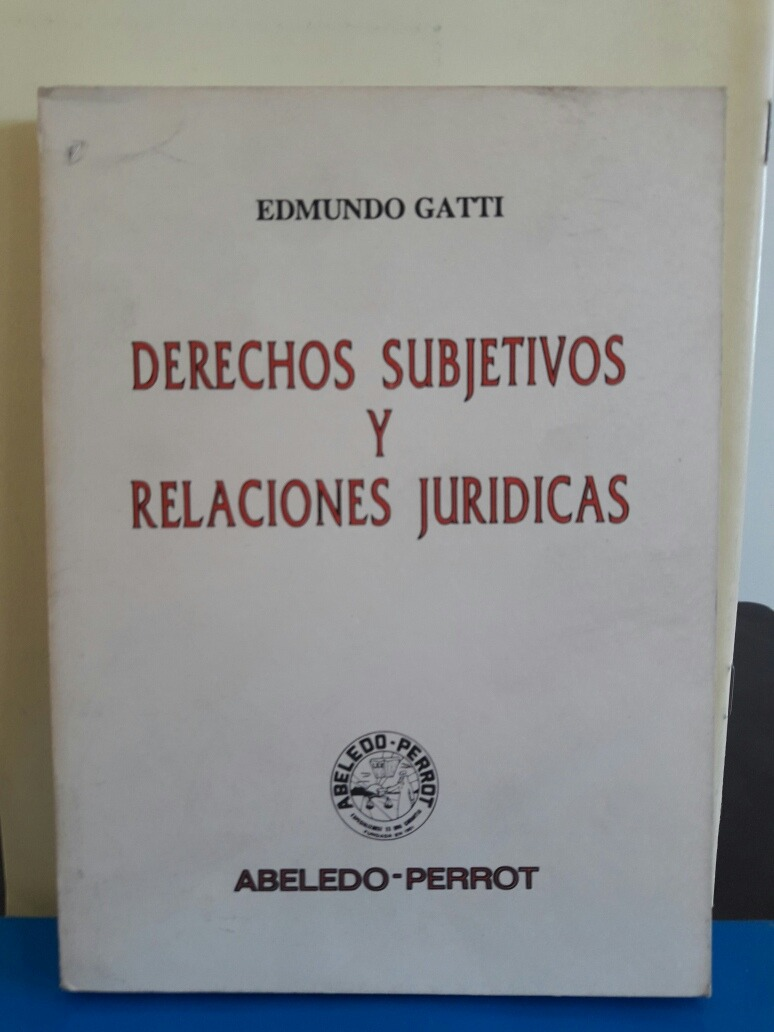 EDMUNDO GATTI
DERECHOS SUBJETIVOS
Y
RELACIONES JURIDICAS
ABELEDO-PERROT
ABELEDO-PERROT